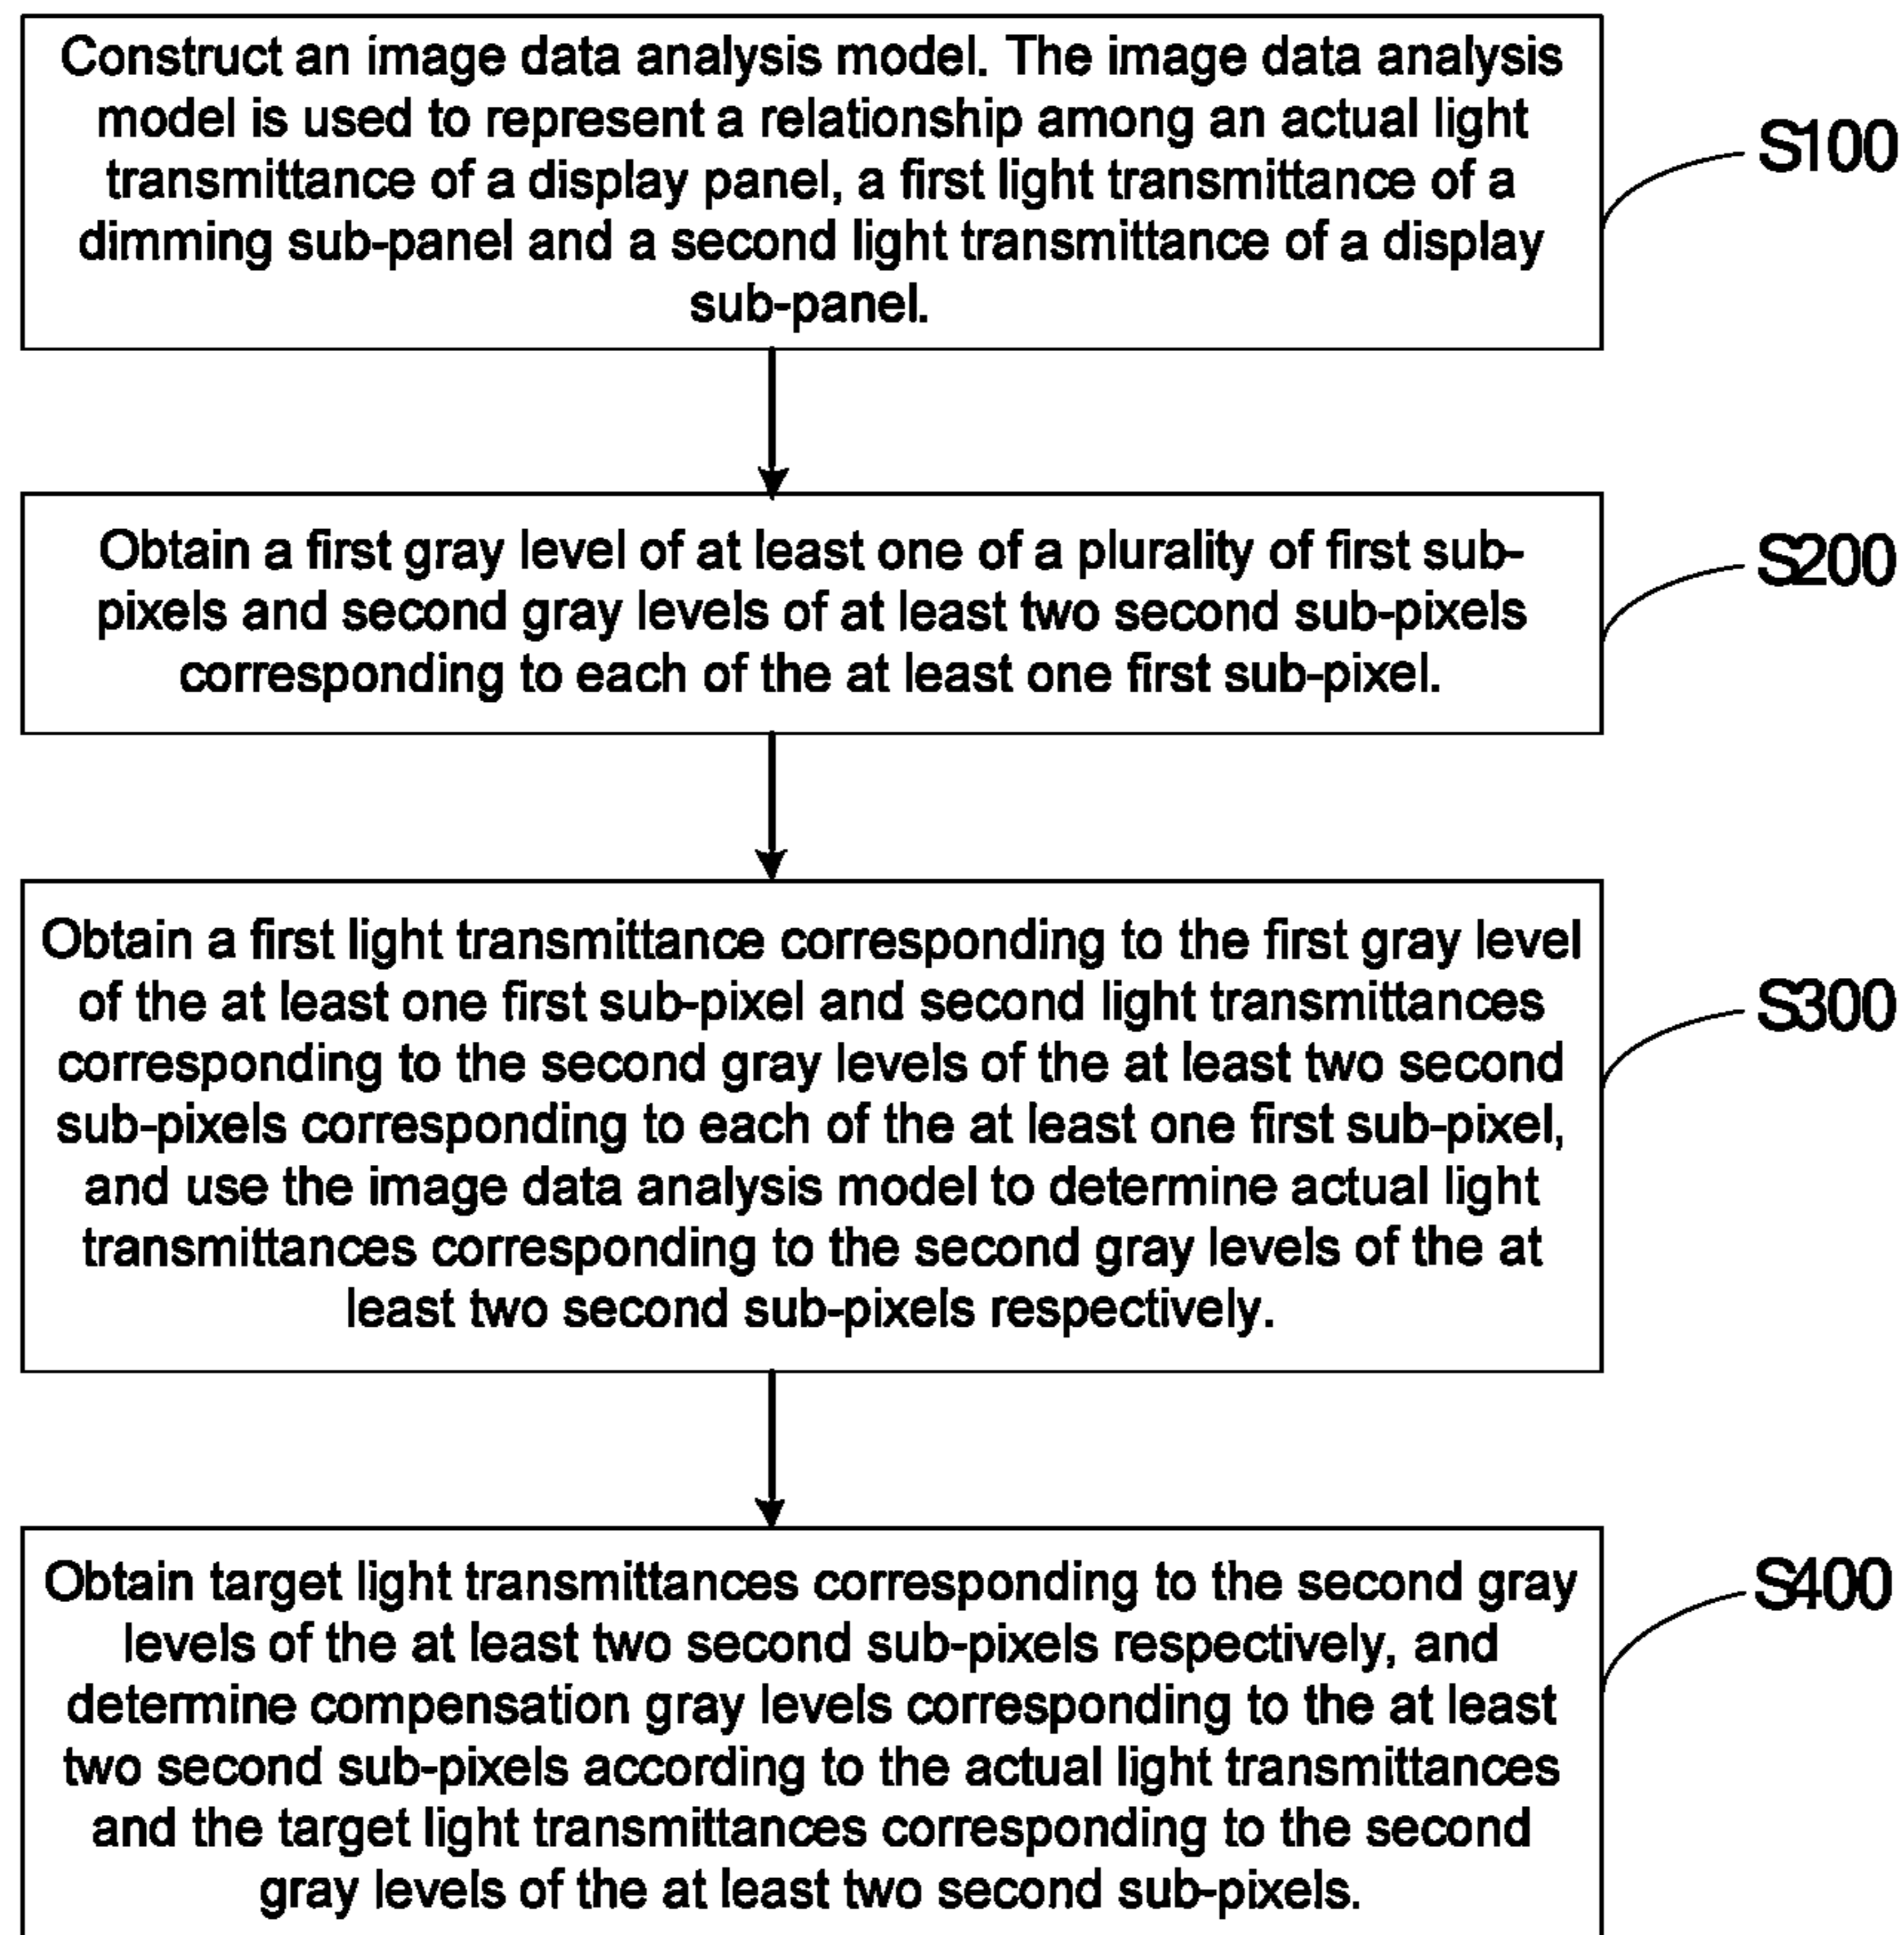 Construct an image data analysis model. The image data analysis
model is used to represent a relationship among an actual light
transmittance of a display panel, a first light transmittance of a
dimming sub-panel and a second light transmittance of a display
sub-panel.
S100
Obtain a first gray level of at least one of a plurality of first sub-
pixels and second gray levels of at least two second sub-pixels
corresponding to each of the at least one first sub-pixel.
S200
Obtain a first light transmittance corresponding to the first gray level
of the at least one first sub-pixel and second light transmittances
corresponding to the second gray levels of the at least two second
sub-pixels corresponding to each of the at least one first sub-pixel,
and use the image data analysis model to determine actual light
transmittances corresponding to the second gray levels of the at
least two second sub-pixels respectively.
S300
Obtain target light transmittances corresponding to the second gray
levels of the at least two second sub-pixels respectively, and
determine compensation gray levels corresponding to the at least
two second sub-pixels according to the actual light transmittances
and the target light transmittances corresponding to the second
gray levels of the at least two second sub-pixels.
S400